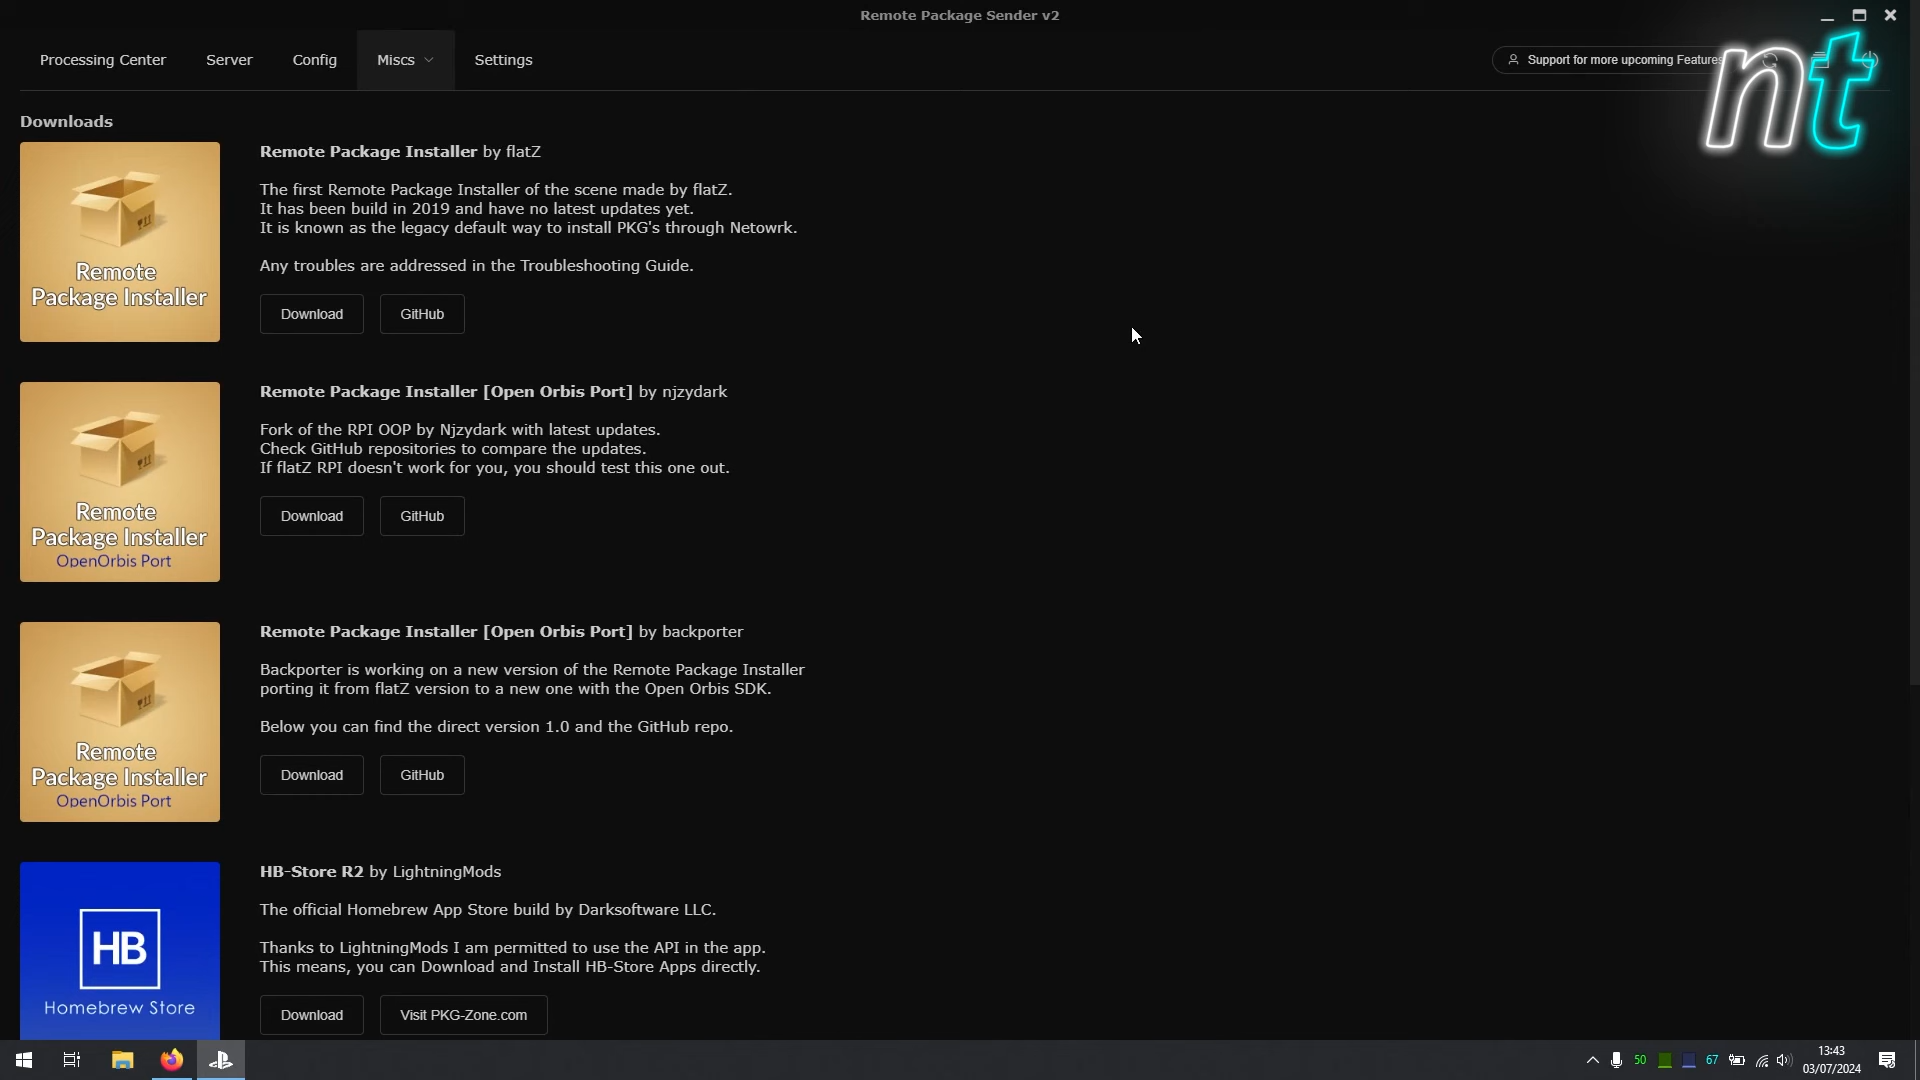 Remote Package Sender v2
Processing Center Server Config Miscs Settings
Support for more upcoming Features
nt
Downloads
Remote
Package Installer
Remote Package Installer by flatZ
The first Remote Package Installer of the scene made by flatZ.
It has been build in 2019 and have no latest updates yet.
It is known as the legacy default way to install PKG's through Netowrk.
Any troubles are addressed in the Troubleshooting Guide.
Download GitHub
Remote
Package Installer
OpenOrbis Port
Remote Package Installer [Open Orbis Port] by njzydark
Fork of the RPI OOP by Njzydark with latest updates.
Check GitHub repositories to compare the updates.
If flatZ RPI doesn't work for you, you should test this one out.
Download GitHub
Remote
Package Installer
OpenOrbis Port
Remote Package Installer [Open Orbis Port] by backporter
Backporter is working on a new version of the Remote Package Installer
porting it from flatZ version to a new one with the Open Orbis SDK.
Below you can find the direct version 1.0 and the GitHub repo.
Download GitHub
HB
Homebrew Store
HB-Store R2 by LightningMods
The official Homebrew App Store build by Darksoftware LLC.
Thanks to LightningMods I am permitted to use the API in the app.
This means, you can Download and Install HB-Store Apps directly.
Download Visit PKG-Zone.com
50 67
13:43
03/07/2024